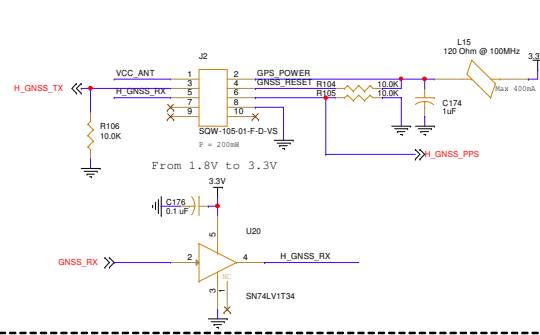 L15
120 Ohm @ 100MHz
J2
3.3
VCC_ANT 1 2 GPS_POWER
H_GNSS_TX 3 4 GNSS_RESET R104 10.0K Max 400mA
H_GNSS_RX 5 6 R105 10.0K
7 8 C174
9 10 1uF
R106
10.0K
SQW-105-01-F-D-VS
P = 200mW
H_GNSS_PPS
From 1.8V to 3.3V
3.3V
C176
0.1 uF
U20
5
GNSS_RX 2 4 H_GNSS_RX
NC
3 1
SN74LV1T34